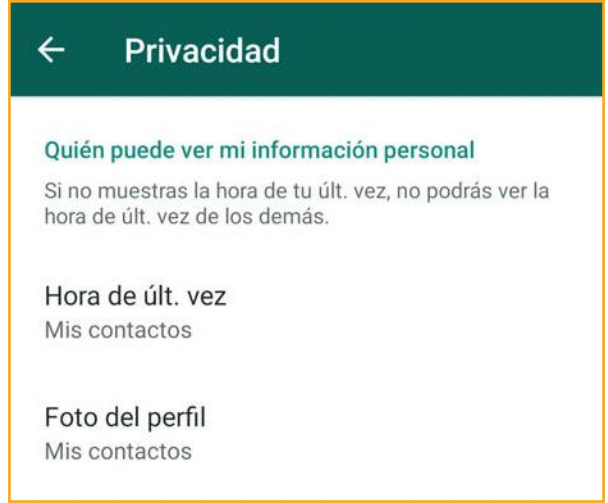 Privacidad
Quién puede ver mi información personal
Si no muestras la hora de tu últ. vez, no podrás ver la
hora de últ. vez de los demás.
Hora de últ. vez
Mis contactos
Foto del perfil
Mis contactos